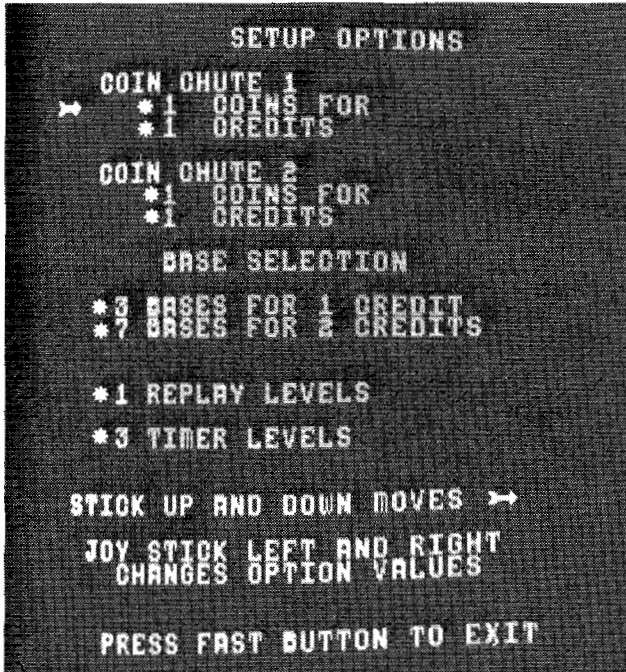 SETUP OPTIONS
COIN CHUTE 1
*1 COINS FOR
*1 CREDITS
COIN CHUTE 2
*1 COINS FOR
*1 CREDITS
BASE SELECTION
*3 BASES FOR 1 CREDIT
*7 BASES FOR 2 CREDITS
*1 REPLAY LEVELS
*3 TIMER LEVELS
STICK UP AND DOWN MOVES
JOY STICK LEFT AND RIGHT
CHANGES OPTION VALUES
PRESS FAST BUTTON TO EXIT